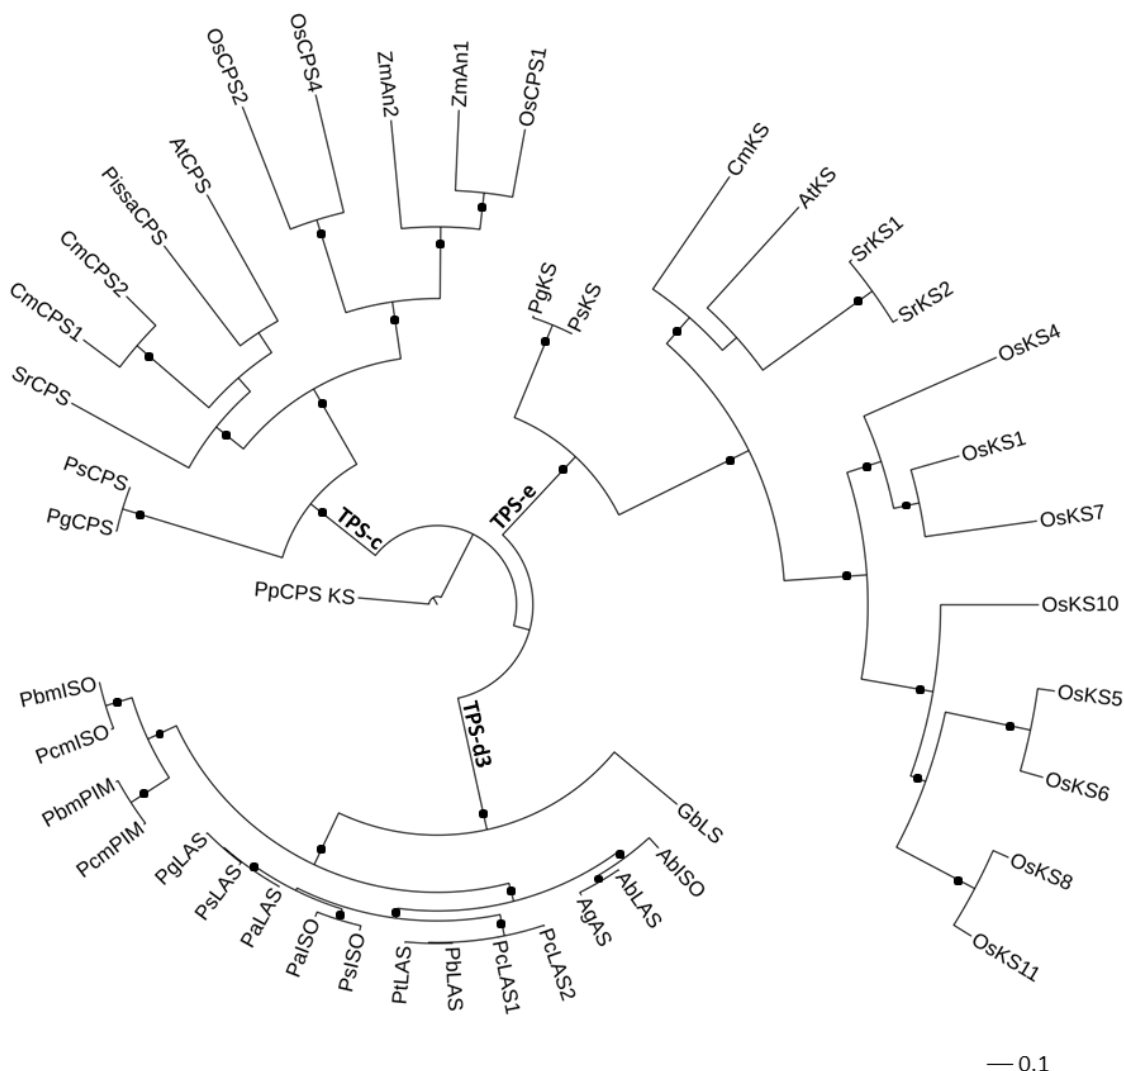 OsCPS4
OsCPS2
ZmAn2
ZmAn1
OsCPS1
AtCPS
PissaCPS
CmCPS2
CmCPS1
SrCPS
PsCPS
PgCPS
PpCPS KS
TPS-c
TPS-e
TPS-d3
PgKS
PsKS
CmKS
AtKS
SrKS1
SrKS2
OsKS4
OsKS1
OsKS7
OsKS10
OsKS5
OsKS6
OsKS8
OsKS11
GbLS
AbISO
AbLAS
AgAS
PcLAS2
PcLAS1
PbLAS
PtLAS
PsISO
PaISO
PaLAS
PsLAS
PgLAS
PcmPIM
PbmPIM
PcmISO
PbmISO
0.1